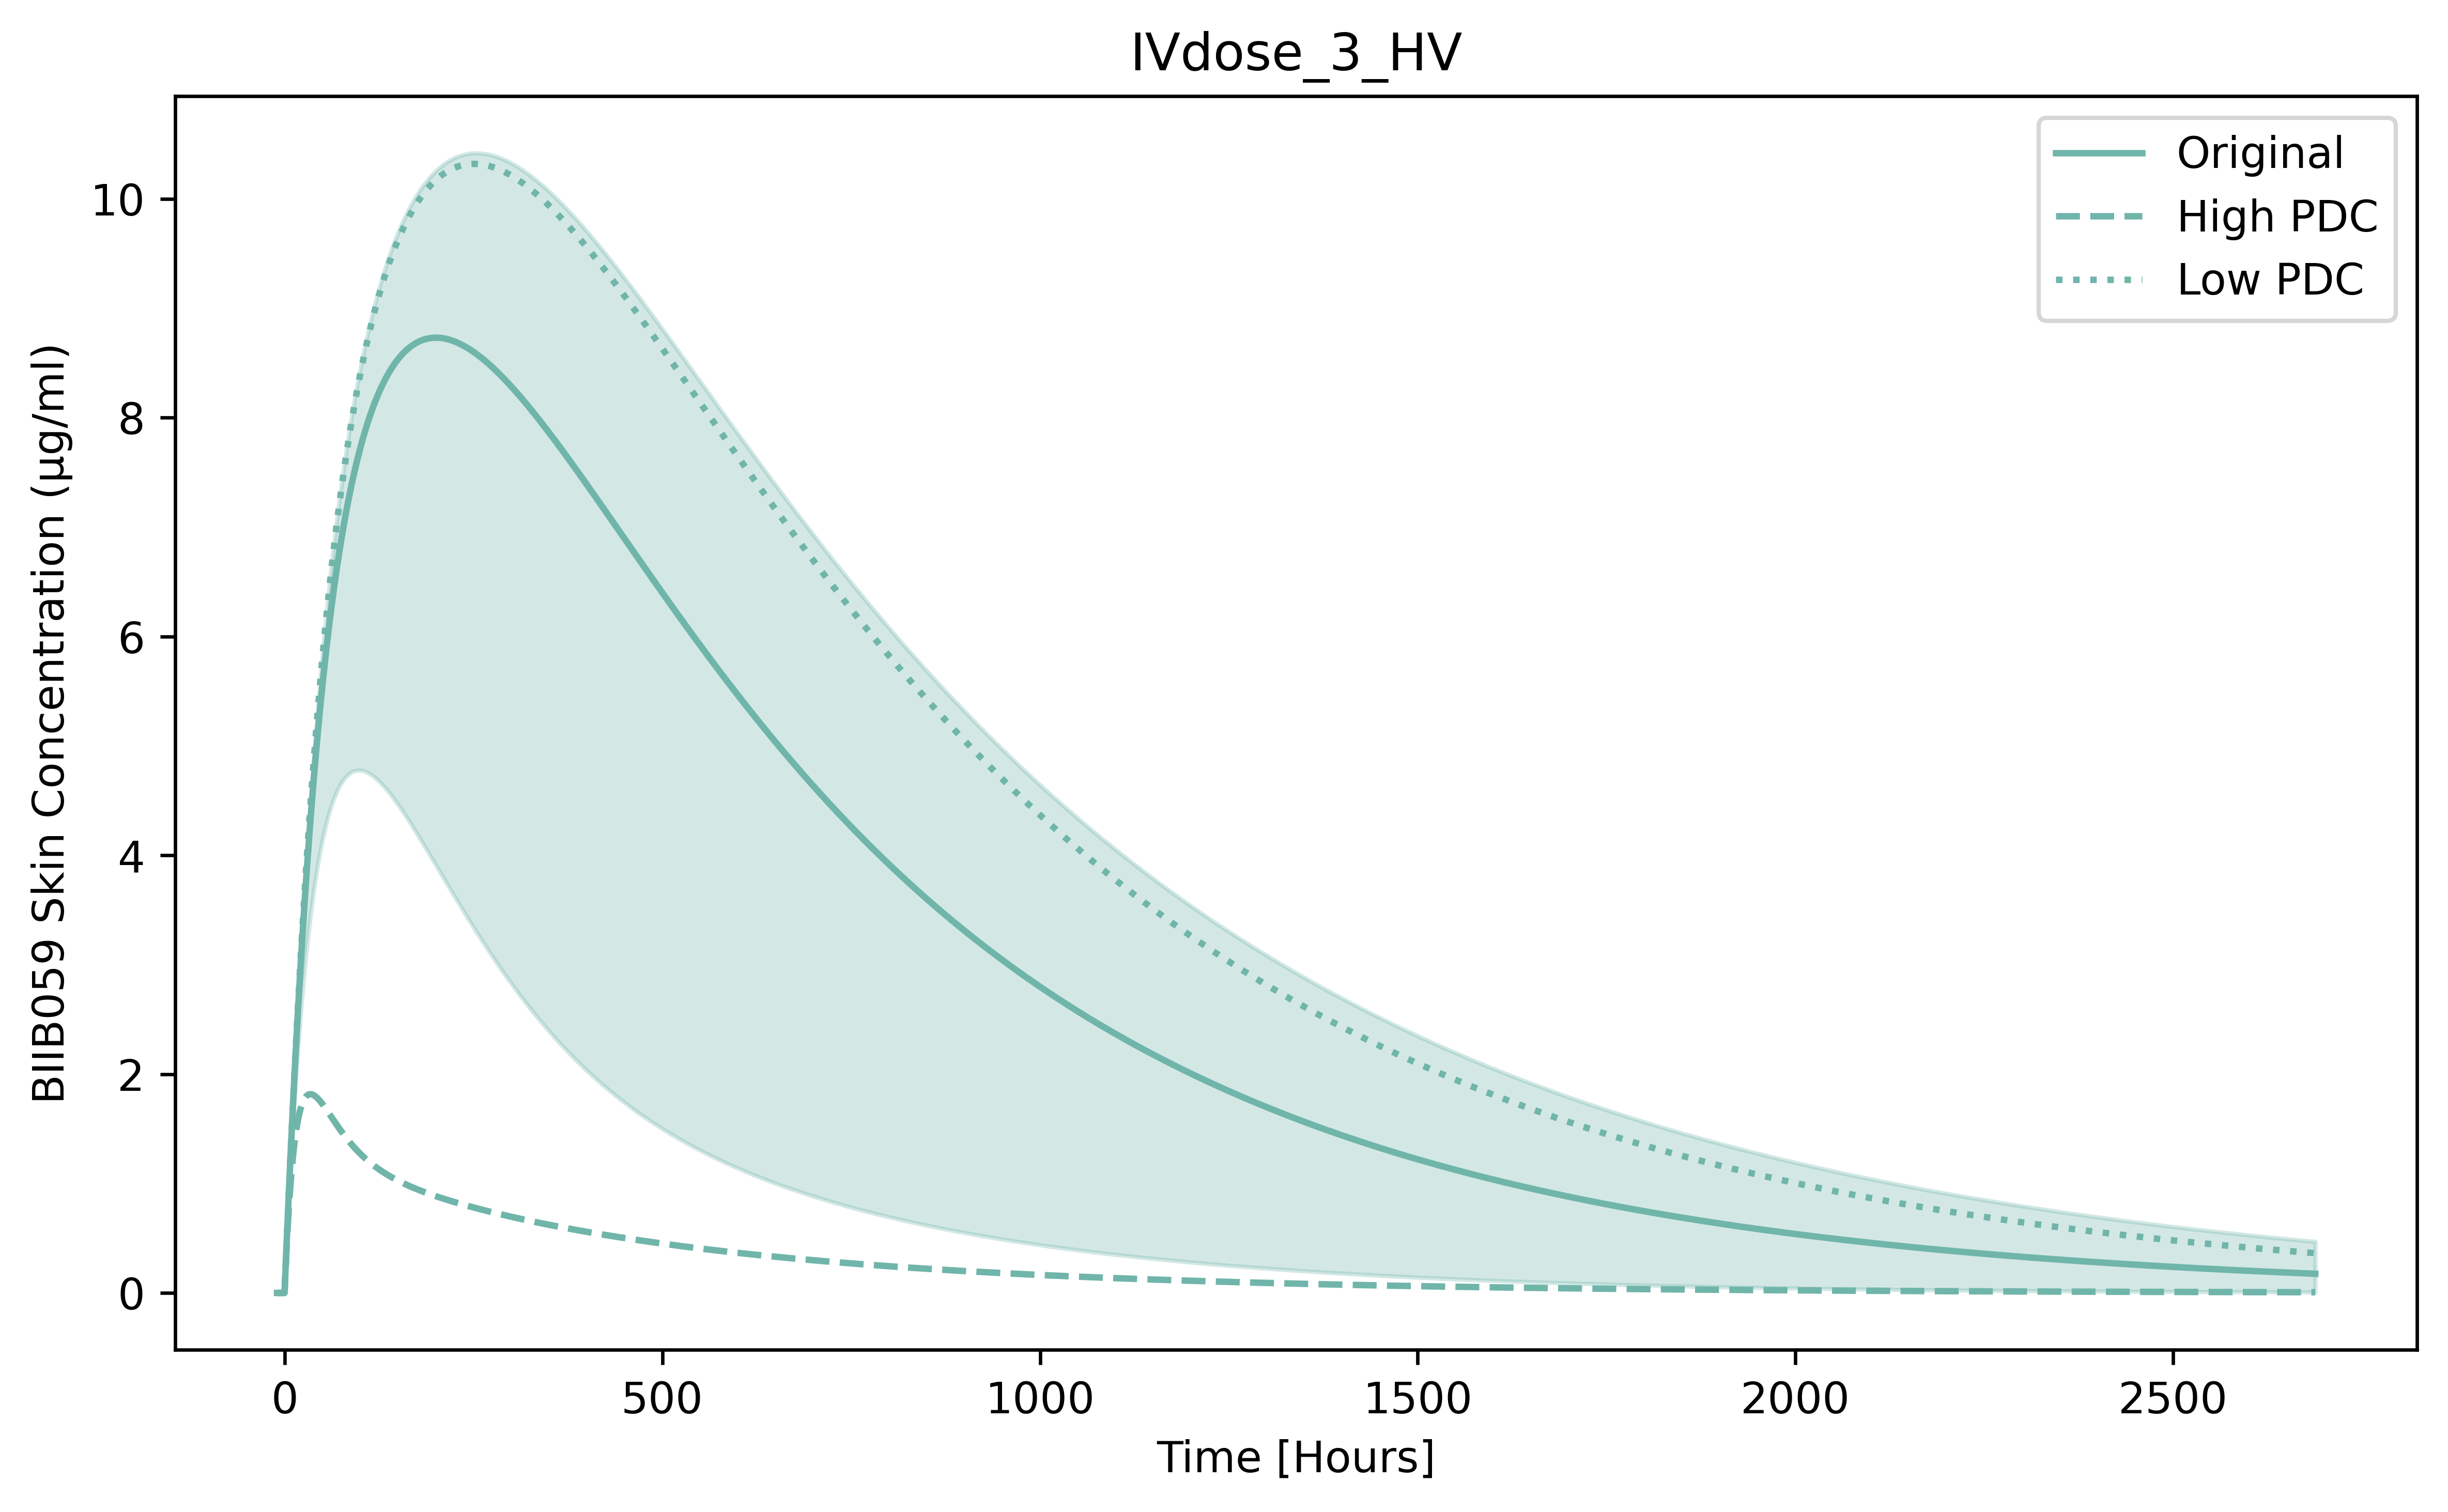 IVdose_3_HV
BIIB059 Skin Concentration (µg/ml)
10
8
6
4
2
0
Original
High PDC
Low PDC
0 500 1000 1500 2000 2500
Time [Hours]